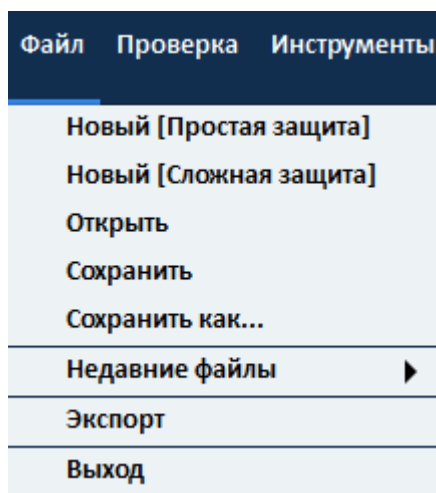 Файл Проверка Инструменты
Новый [Простая защита]
Новый [Сложная защита]
Открыть
Сохранить
Сохранить как...
Недавние файлы
Экспорт
Выход